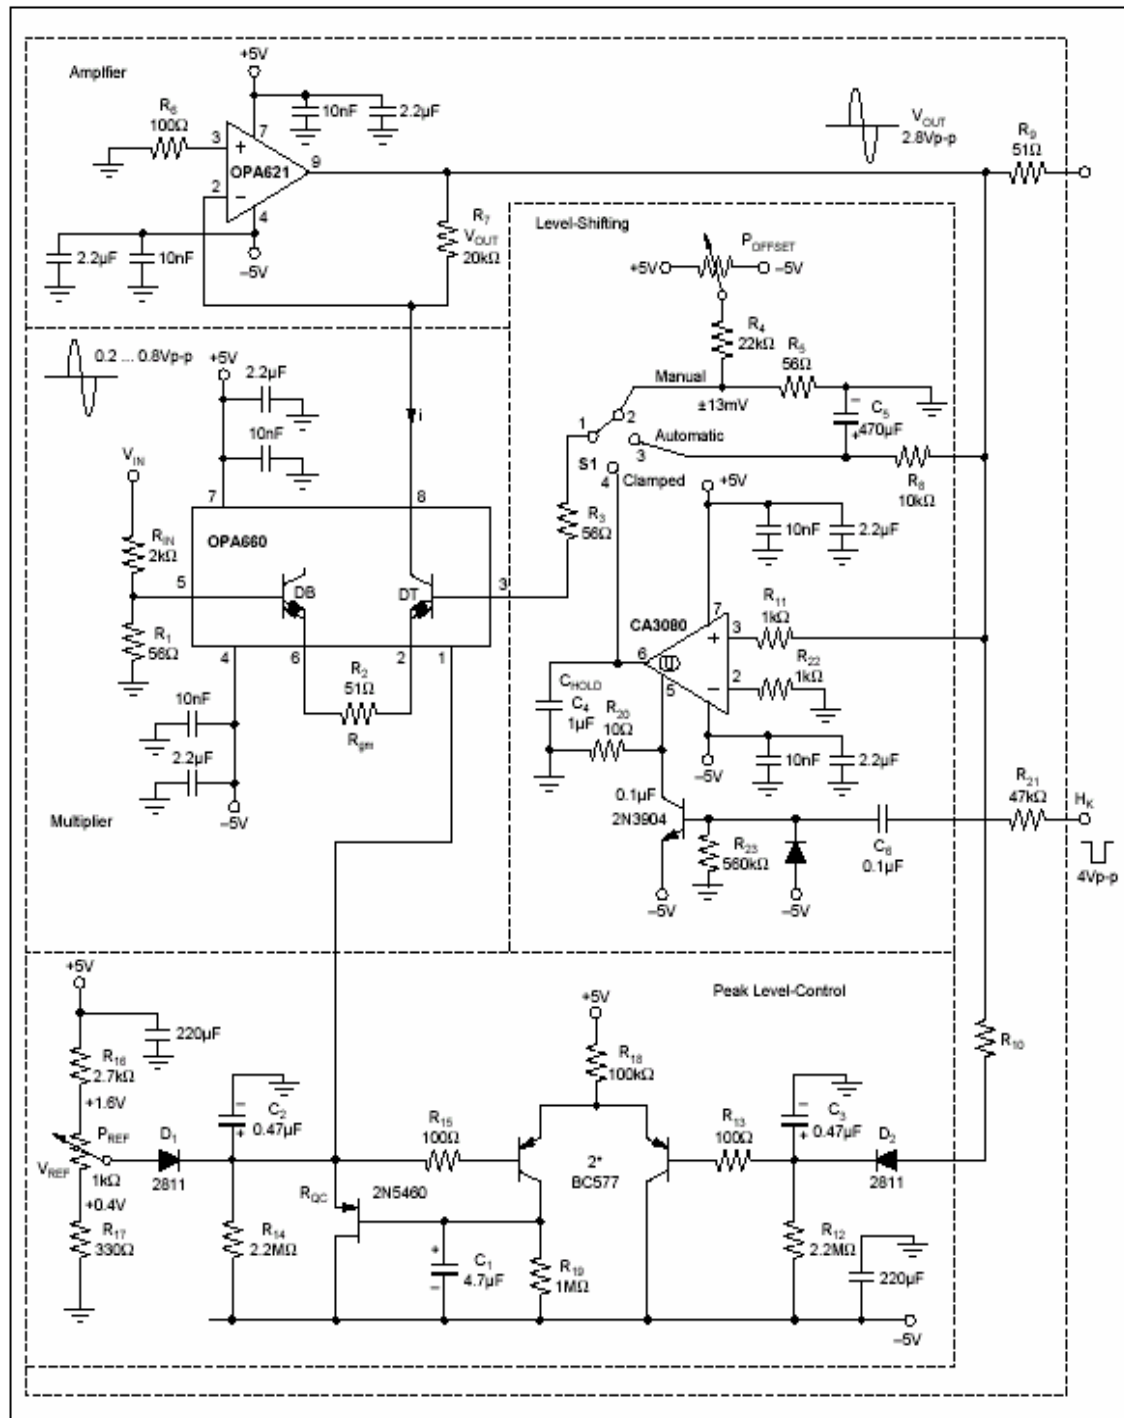 +5V
Amplfier
R6
100Ω
10nF
2.2µF
3
7
+
OPA621
9
2
−
4
−5V
2.2µF
10nF
VOUT
2.8Vp-p
R9
51Ω
R7
VOUT
20kΩ
Level-Shifting
POFFSET
+5V
−5V
R4
22kΩ
R5
56Ω
Manual
±13mV
−
C5
470µF
+
1
2
Automatic
3
S1
4
Clamped
R8
10kΩ
0.2 ... 0.8Vp-p
+5V
2.2µF
10nF
i
VIN
7
8
RIN
2kΩ
OPA660
5
DB
DT
3
R3
56Ω
R1
56Ω
4
6
2
1
R2
51Ω
Rgm
10nF
2.2µF
−5V
Multiplier
+5V
10nF
2.2µF
CA3080
7
R11
1kΩ
3
+
6
R22
1kΩ
2
−
5
CHOLD
C4
1µF
R20
10Ω
−5V
10nF
2.2µF
0.1µF
2N3904
R23
560kΩ
−5V
−5V
C6
0.1µF
R21
47kΩ
HK
4Vp-p
+5V
220µF
R16
2.7kΩ
+1.6V
PREF
VREF
1kΩ
+0.4V
R17
330Ω
D1
2811
−
C2
0.47µF
+
R14
2.2MΩ
RQC
2N5460
R15
100Ω
+
C1
4.7µF
−
R19
1MΩ
+5V
R18
100kΩ
2*
BC577
Peak Level-Control
R13
100Ω
−
C3
0.47µF
+
D2
2811
R10
R12
2.2MΩ
220µF
−5V